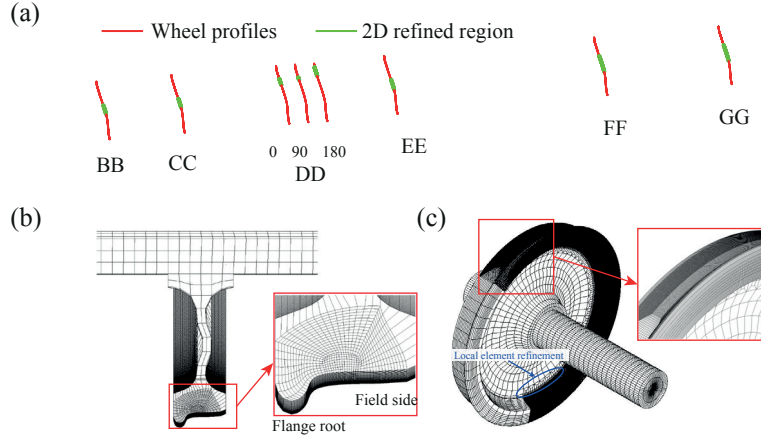 (a)
Wheel profiles
2D refined region
BB
CC
0 90 180
DD
EE
FF
GG
(b)
Flange root
Field side
(c)
Local element refinement